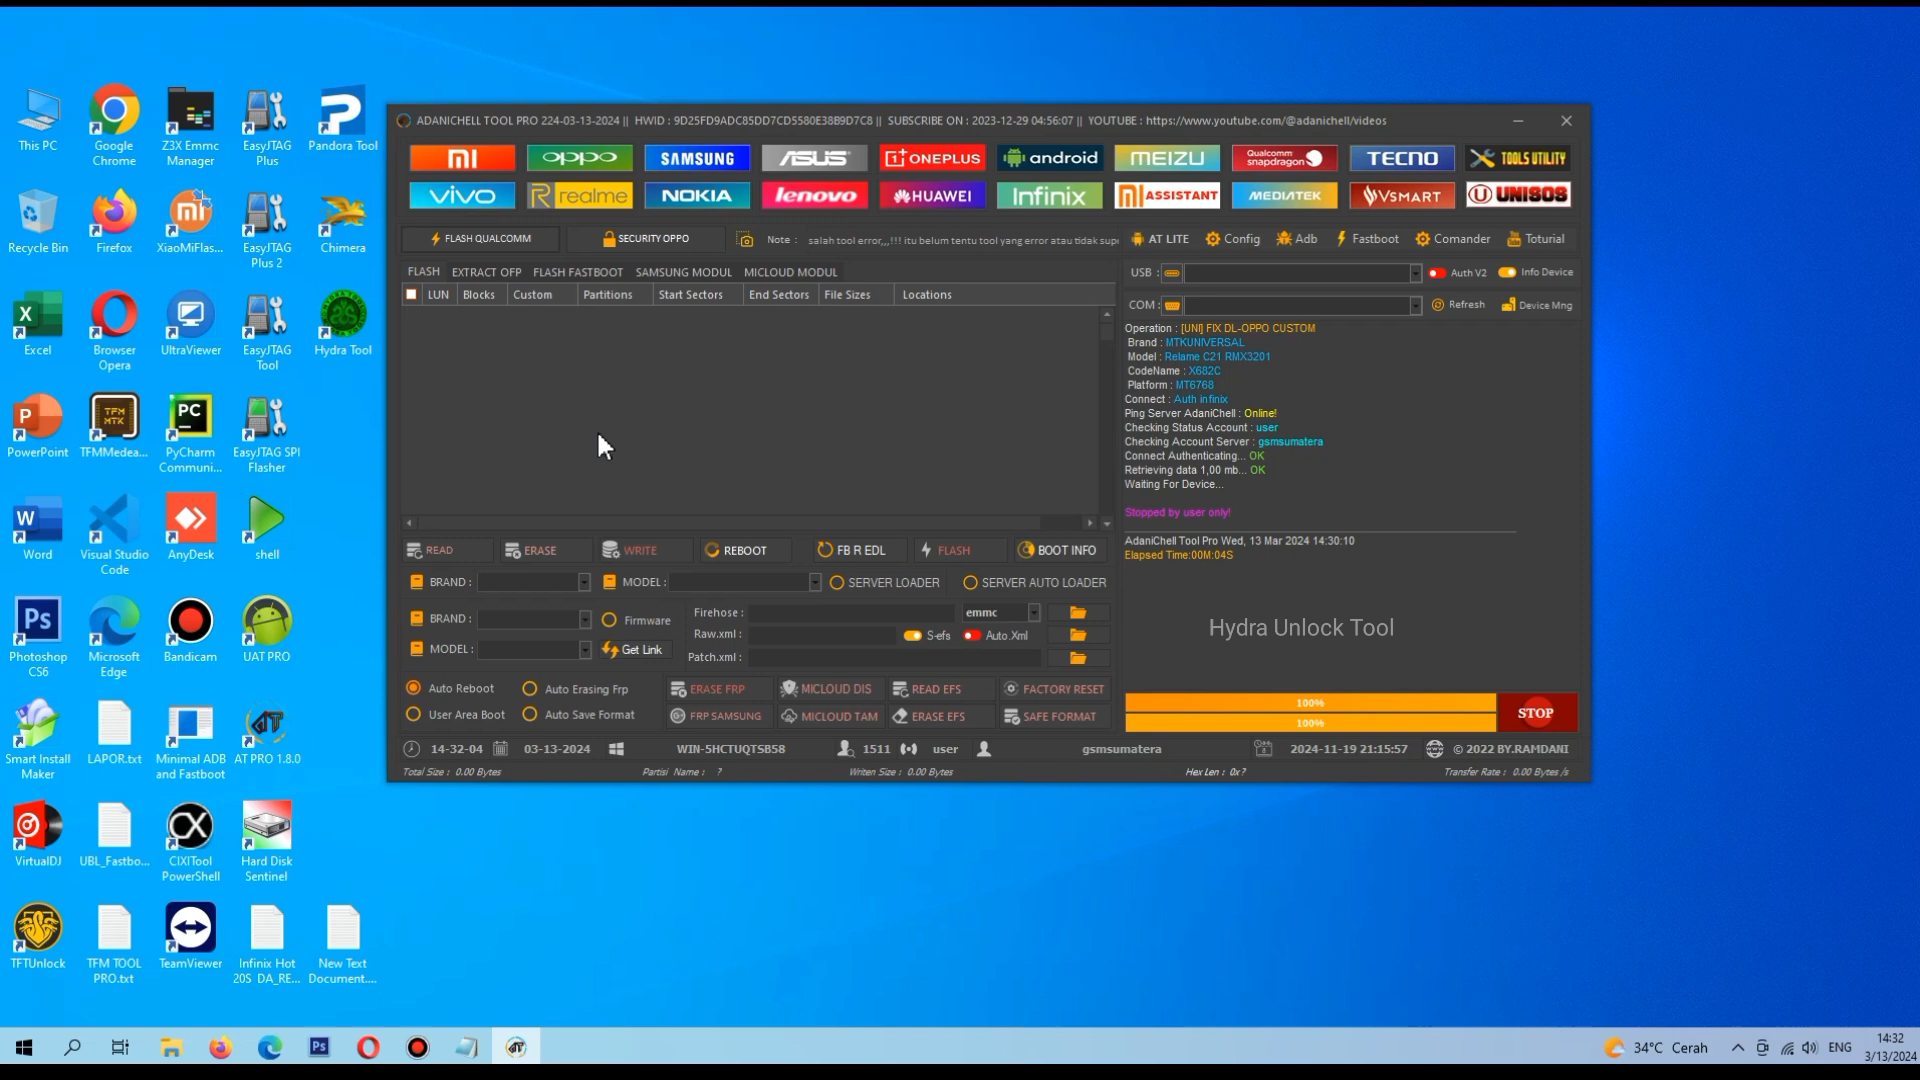 This PC
Google
Chrome
Z3X Emmc
Manager
EasyJTAG
Plus
Pandora Tool
Recycle Bin
Firefox
XiaoMiFlas...
EasyJTAG
Plus 2
Chimera
Excel
Browser
Opera
UltraViewer
EasyJTAG
Tool
Hydra Tool
PowerPoint
TFMMedea...
PyCharm
Communi...
EasyJTAG SPI
Flasher
Word
Visual Studio
Code
AnyDesk
shell
Photoshop
CS6
Microsoft
Edge
Bandicam
UAT PRO
Smart Install
Maker
LAPOR.txt
Minimal ADB
and Fastboot
AT PRO 1.8.0
VirtualDJ
UBL_Fastbo...
CIXITool
PowerShell
Hard Disk
Sentinel
TFTUnlock
TFM TOOL
PRO.txt
TeamViewer
Infinix Hot
20S DA_RE...
New Text
Document....
ADANICHELL TOOL PRO 224-03-13-2024 || HWID : 9D25FD9ADC85DD7CD5580E38B9D7C8 || SUBSCRIBE ON : 2023-12-29 04:56:07 || YOUTUBE : https://www.youtube.com/@adanichell/videos
mi oppo SAMSUNG ASUS ONEPLUS android MEIZU Qualcomm snapdragon TECNO TOOLS UTILITY
vivo realme NOKIA lenovo HUAWEI Infinix mi ASSISTANT MEDIATEK VSMART UNISOS
FLASH QUALCOMM SECURITY OPPO Note : salah tool error,,,!!! itu belum tentu tool yang error atau tidak supo AT LITE Config Adb Fastboot Comander Toturial
FLASH EXTRACT OFP FLASH FASTBOOT SAMSUNG MODUL MICLOUD MODUL
USB : Auth V2 Info Device
LUN Blocks Custom Partitions Start Sectors End Sectors File Sizes Locations
COM : Refresh Device Mng
Operation : [UNI] FIX DL-OPPO CUSTOM
Brand : MTKUNIVERSAL
Model : Relame C21 RMX3201
CodeName : X682C
Platform : MT6768
Connect : Auth infinix
Ping Server AdaniChell : Online!
Checking Status Account : user
Checking Account Server : gsmsumatera
Connect Authenticating... OK
Retrieving data 1,00 mb... OK
Waiting For Device...
Stopped by user only!
AdaniChell Tool Pro Wed, 13 Mar 2024 14:30:10
Elapsed Time:00M:04S
READ ERASE WRITE REBOOT FB R EDL FLASH BOOT INFO
BRAND : MODEL : SERVER LOADER SERVER AUTO LOADER
BRAND : Firmware Firehose : emmc
Raw.xml : S-efs Auto.Xml
MODEL : Get Link Patch.xml :
Hydra Unlock Tool
Auto Reboot Auto Erasing Frp ERASE FRP MICLOUD DIS READ EFS FACTORY RESET
User Area Boot Auto Save Format FRP SAMSUNG MICLOUD TAM ERASE EFS SAFE FORMAT
100%
100%
STOP
14-32-04 03-13-2024 WIN-5HCTUQTSB58 1511 user gsmsumatera 2024-11-19 21:15:57 © 2022 BY.RAMDANI
Total Size : 0.00 Bytes Partisi Name : ? Writen Size : 0.00 Bytes Hex Len : 0x? Transfer Rate : 0.00 Bytes /s
34°C Cerah ENG
14:32
3/13/2024